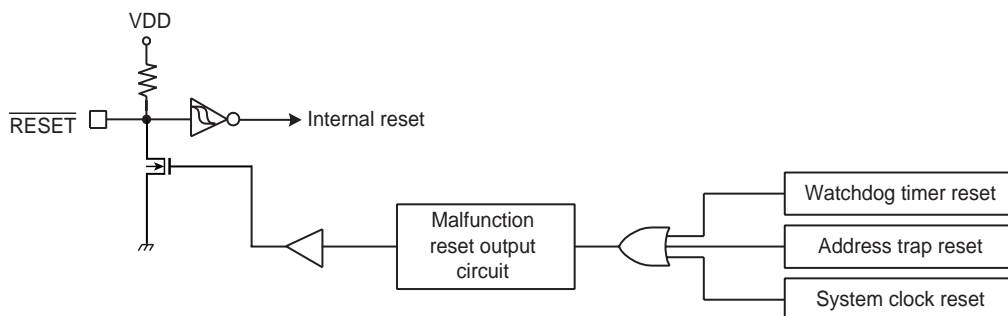 VDD
RESET
Internal reset
Watchdog timer reset
Malfunction
reset output
circuit
Address trap reset
System clock reset